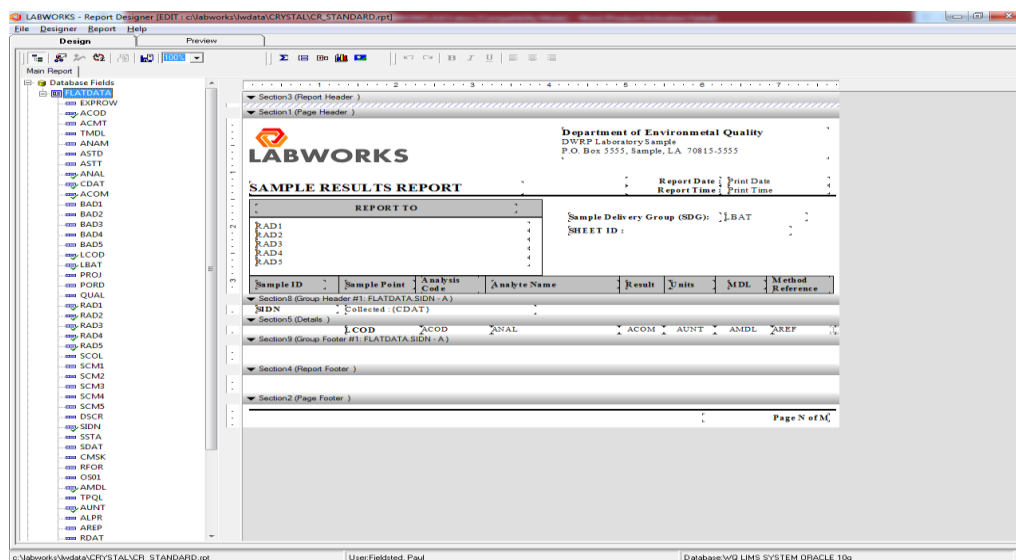 LABWORKS - Report Designer [EDIT : c:\labworks\lwdata\CRYSTAL\CR_STANDARD.rpt]
File Designer Report Help
Design Preview
100%
Σ B I U
Main Report
Database Fields
FLATDATA
EXPROW
ACOD
ACMT
TMDL
ANAM
ASTD
ASTT
ANAL
CDAT
ACOM
BAD1
BAD2
BAD3
BAD4
BAD5
LCOD
LBAT
PROJ
PORD
QUAL
RAD1
RAD2
RAD3
RAD4
RAD5
SCOL
SCM1
SCM2
SCM3
SCM4
SCM5
DSCR
SIDN
SSTA
SDAT
CMSK
RFOR
OS01
AMDL
TPQL
AUNT
ALPR
AREP
RDAT
1 2 3 4 5 6 7
Section3 (Report Header )
Section1 (Page Header )
LABWORKS
Department of Environmetal Quality
DWRP Laboratory Sample
P.O. Box 5555, Sample, LA 70815-5555
SAMPLE RESULTS REPORT
Report Date : Print Date
Report Time : Print Time
REPORT TO
RAD1
RAD2
RAD3
RAD4
RAD5
Sample Delivery Group (SDG): LBAT
SHEET ID :
Sample ID Sample Point Analysis Code Analyte Name Result Units MDL Method Reference
Section8 (Group Header #1: FLATDATA.SIDN - A )
SIDN Collected : {CDAT}
Section5 (Details )
LCOD ACOD ANAL ACOM AUNT AMDL AREF
Section9 (Group Footer #1: FLATDATA.SIDN - A )
Section4 (Report Footer )
Section2 (Page Footer )
Page N of M
c:\labworks\lwdata\CRYSTAL\CR_STANDARD.rpt User:Fieldsted, Paul Database:WQ LIMS SYSTEM ORACLE 10g